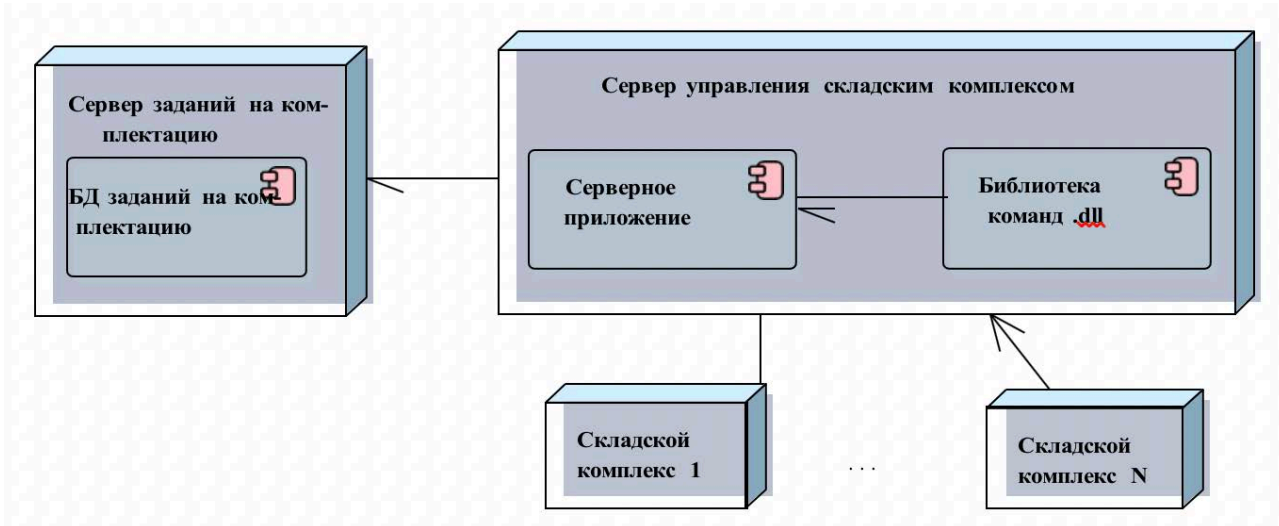 Сервер заданий на ком-
плектацию
БД заданий на ком-
плектацию
Сервер управления складским комплексом
Серверное
приложение
Библиотека
команд .dll
Складской
комплекс 1
. . .
Складской
комплекс N